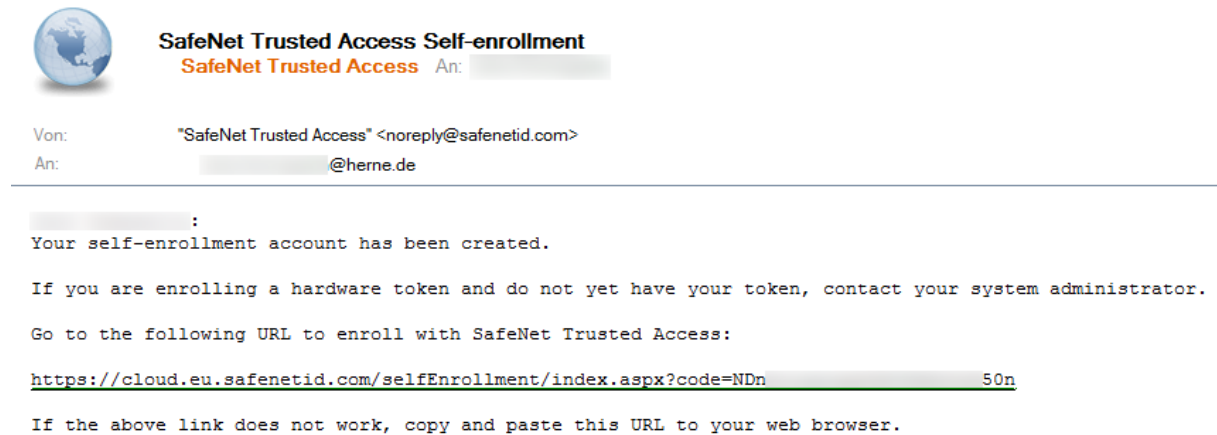 SafeNet Trusted Access Self-enrollment
SafeNet Trusted Access An:
Von: "SafeNet Trusted Access" <noreply@safenetid.com>
An: @herne.de
:
Your self-enrollment account has been created.
If you are enrolling a hardware token and do not yet have your token, contact your system administrator.
Go to the following URL to enroll with SafeNet Trusted Access:
https://cloud.eu.safenetid.com/selfEnrollment/index.aspx?code=NDn 50n
If the above link does not work, copy and paste this URL to your web browser.